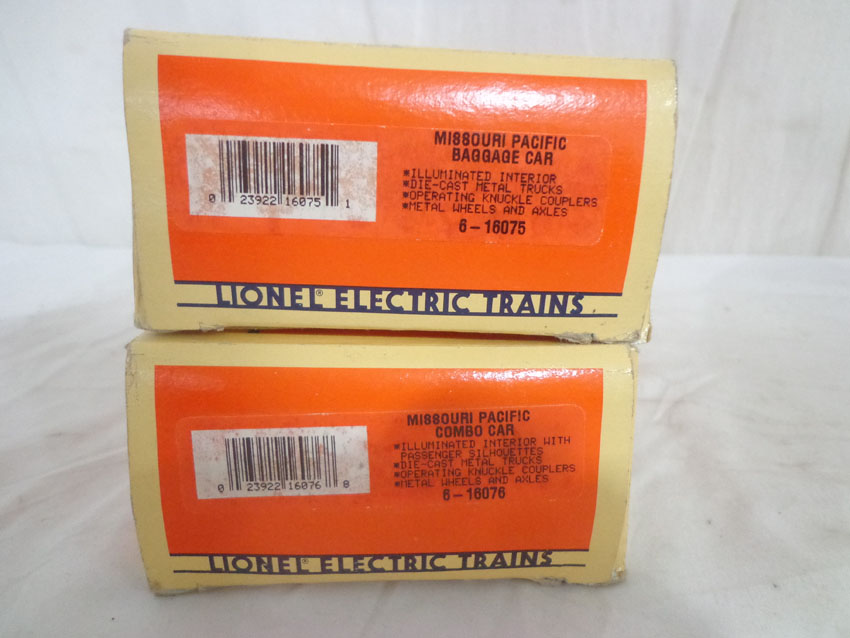 MISSOURI PACIFIC
BAGGAGE CAR
*ILLUMINATED INTERIOR
*DIE-CAST METAL TRUCKS
*OPERATING KNUCKLE COUPLERS
*METAL WHEELS AND AXLES
6-16075
0 23922 16075 1
LIONEL® ELECTRIC TRAINS
MISSOURI PACIFIC
COMBO CAR
*ILLUMINATED INTERIOR WITH
PASSENGER SILHOUETTES
*DIE-CAST METAL TRUCKS
*OPERATING KNUCKLE COUPLERS
*METAL WHEELS AND AXLES
6-16076
0 23922 16076 8
LIONEL® ELECTRIC TRAINS